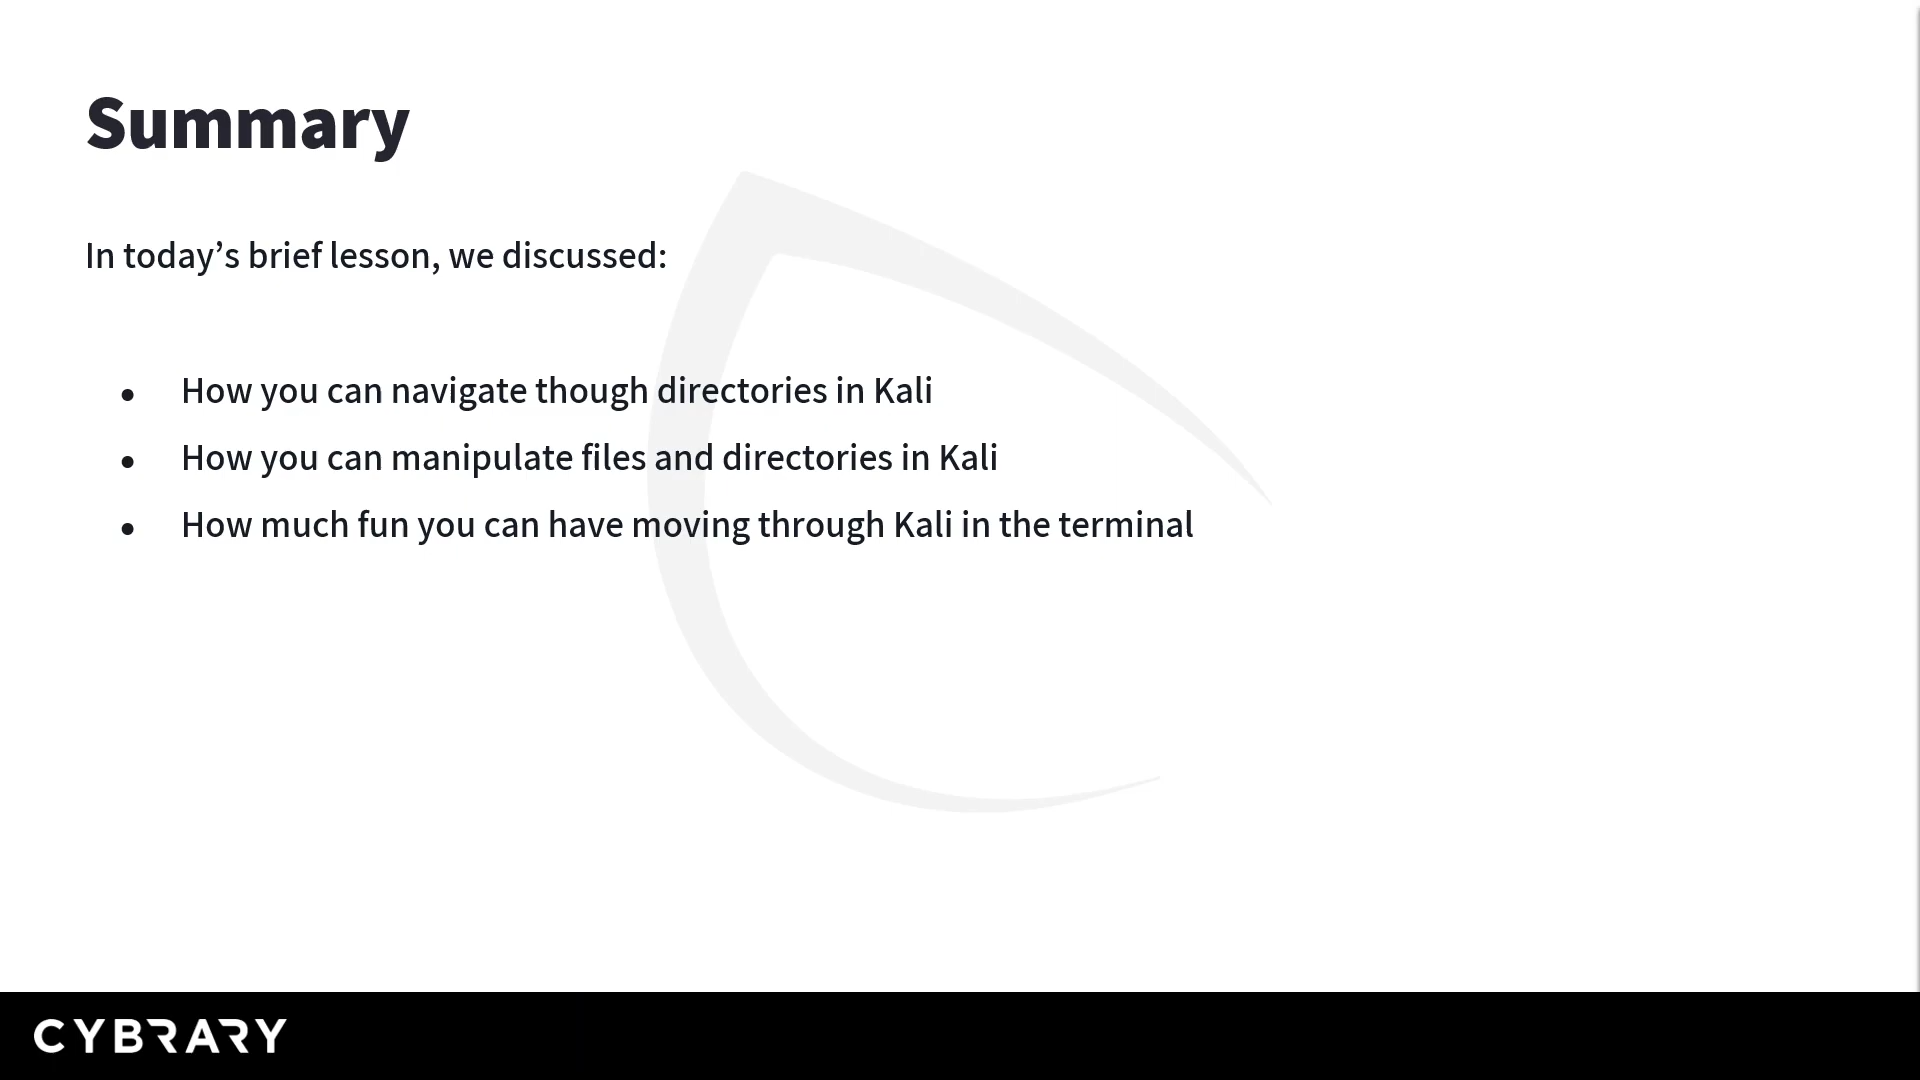 Summary
In today’s brief lesson, we discussed:
● How you can navigate though directories in Kali
● How you can manipulate files and directories in Kali
● How much fun you can have moving through Kali in the terminal
CYBRARY